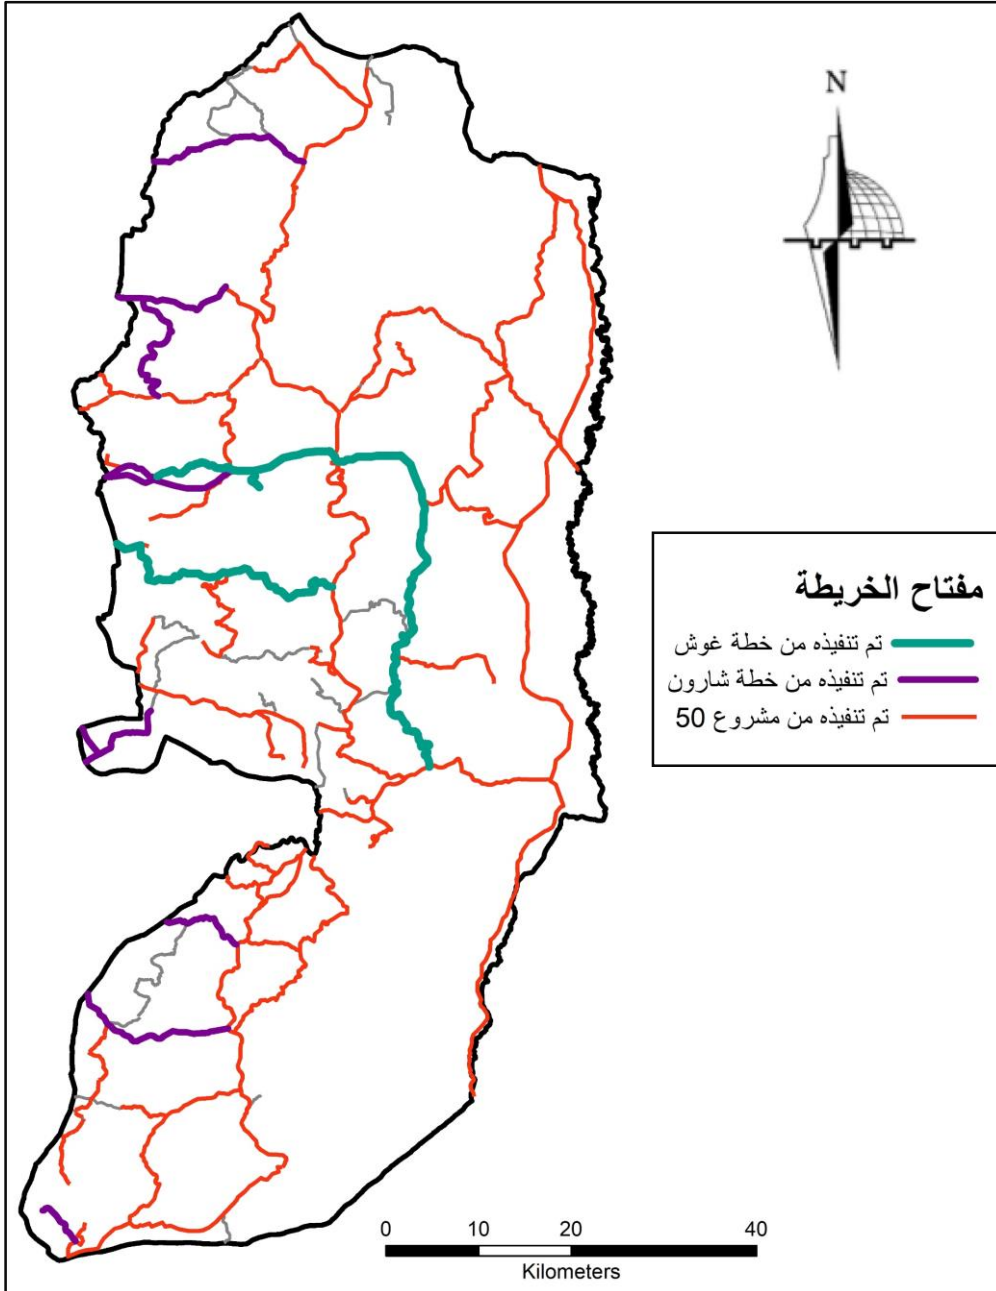 N
مفتاح الخريطة
تم تنفيذه من خطة غوش
تم تنفيذه من خطة شارون
تم تنفيذه من مشروع 50
0 10 20 40
Kilometers